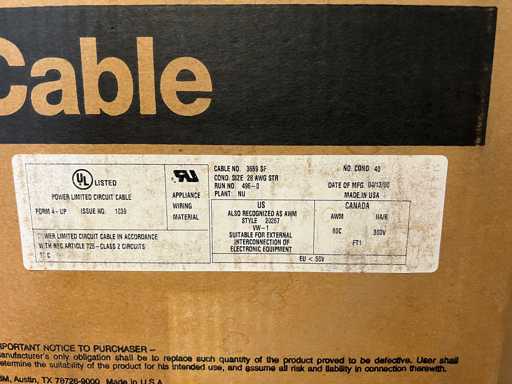 Cable
UL LISTED
POWER LIMITED CIRCUIT CABLE
FORM 4-UP ISSUE NO. 1039
POWER LIMITED CIRCUIT CABLE IN ACCORDANCE
WITH NEC ARTICLE 725-CLASS 2 CIRCUITS
C
APPLIANCE
WIRING
MATERIAL
CABLE NO. 3659 SF NO. COND. 40
COND. SIZE 28 AWG STR
RUN NO 496-0 DATE OF MFG. 04/13/00
PLANT NU MADE IN USA
US
ALSO RECOGNIZED AS AWM
STYLE 20267
VW-1
SUITABLE FOR EXTERNAL
INTERCONNECTION OF
ELECTRONIC EQUIPMENT
CANADA
AWM
60C 300V
FT1
EU < 50V
IMPORTANT NOTICE TO PURCHASER -
manufacturer's only obligation shall be to replace such quantity of the product proved to be defective. User shall
determine the suitability of the product for his intended use, and assume all risk and liability in connection therewith.
3M, Austin, TX 78726-9000 Made in U.S.A.